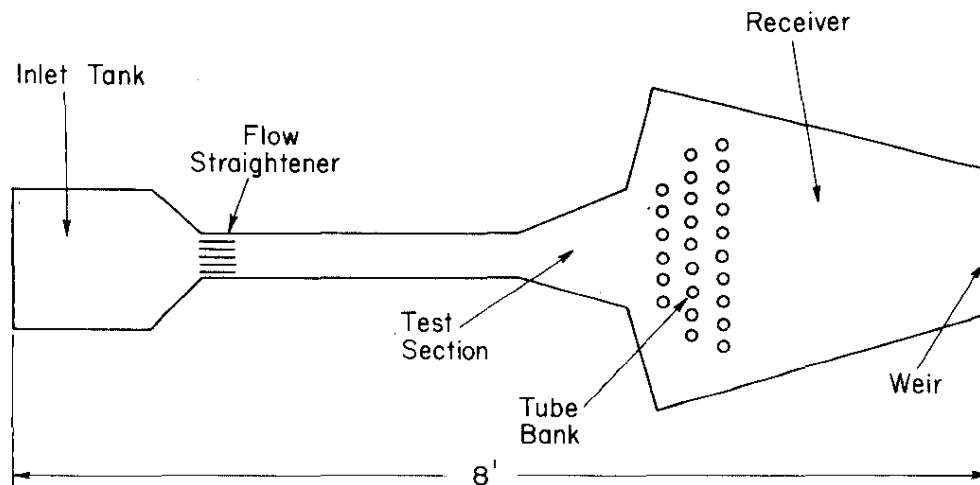 Receiver
Inlet Tank
Flow
Straightener
Test
Section
Tube
Bank
Weir
8'